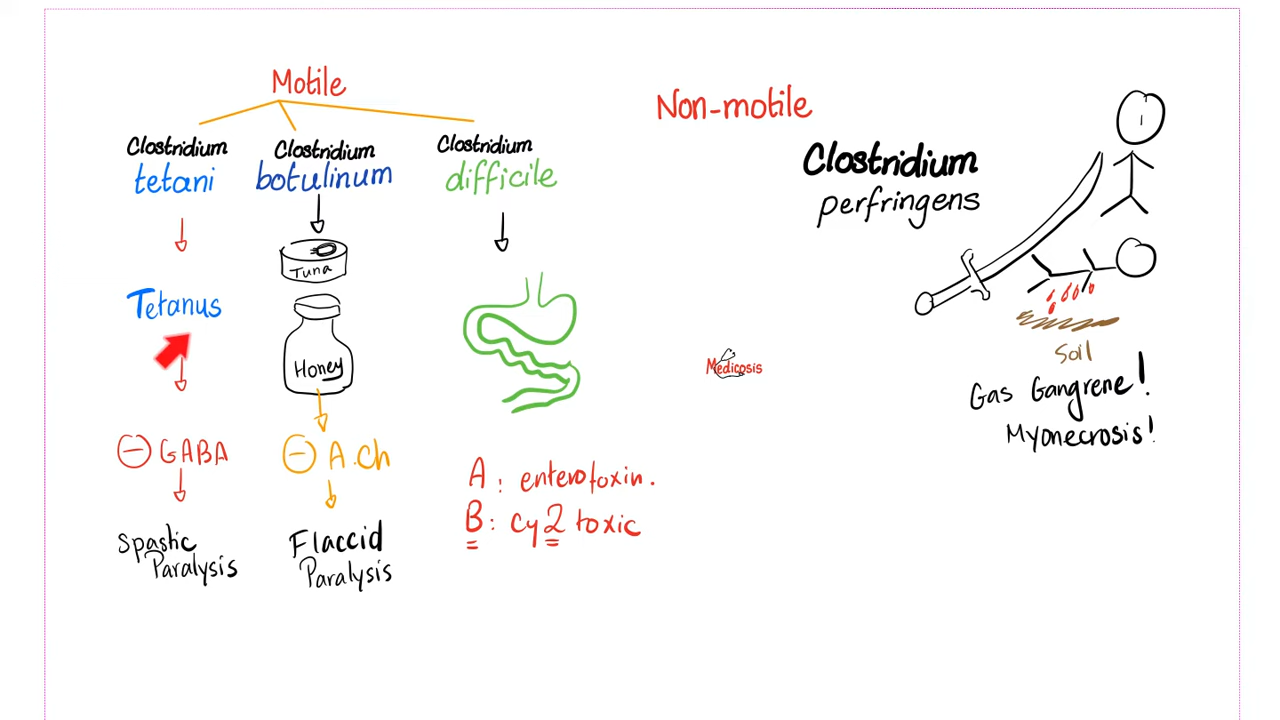 Motile
Clostridium
tetani
Clostridium
botulinum
Clostridium
difficile
Tuna
Tetanus
Honey
⊖ GABA
⊖ A.Ch
Spastic
Paralysis
Flaccid
Paralysis
A: enterotoxin.
B: cy2 toxic
Medicosis
Non-motile
Clostridium
perfringens
Soil
Gas Gangrene!
Myonecrosis!